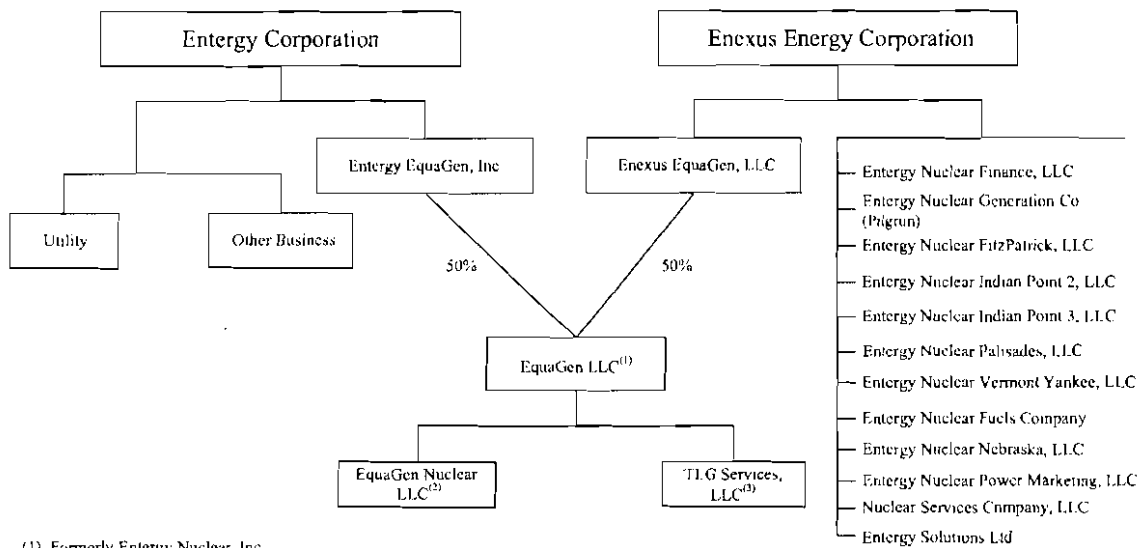 Entergy Corporation
Enexus Energy Corporation
Entergy EquaGen, Inc
Enexus EquaGen, LLC
Utility
Other Business
50%
50%
EquaGen LLC(1)
EquaGen Nuclear
LLC(2)
TLG Services,
LLC(3)
Entergy Nuclear Finance, LLC
Entergy Nuclear Generation Co
(Pilgrim)
Entergy Nuclear FitzPatrick, LLC
Entergy Nuclear Indian Point 2, LLC
Entergy Nuclear Indian Point 3, LLC
Entergy Nuclear Palisades, LLC
Entergy Nuclear Vermont Yankee, LLC
Entergy Nuclear Fuels Company
Entergy Nuclear Nebraska, LLC
Entergy Nuclear Power Marketing, LLC
Nuclear Services Company, LLC
Entergy Solutions Ltd
(1) Formerly Entergy Nuclear, Inc